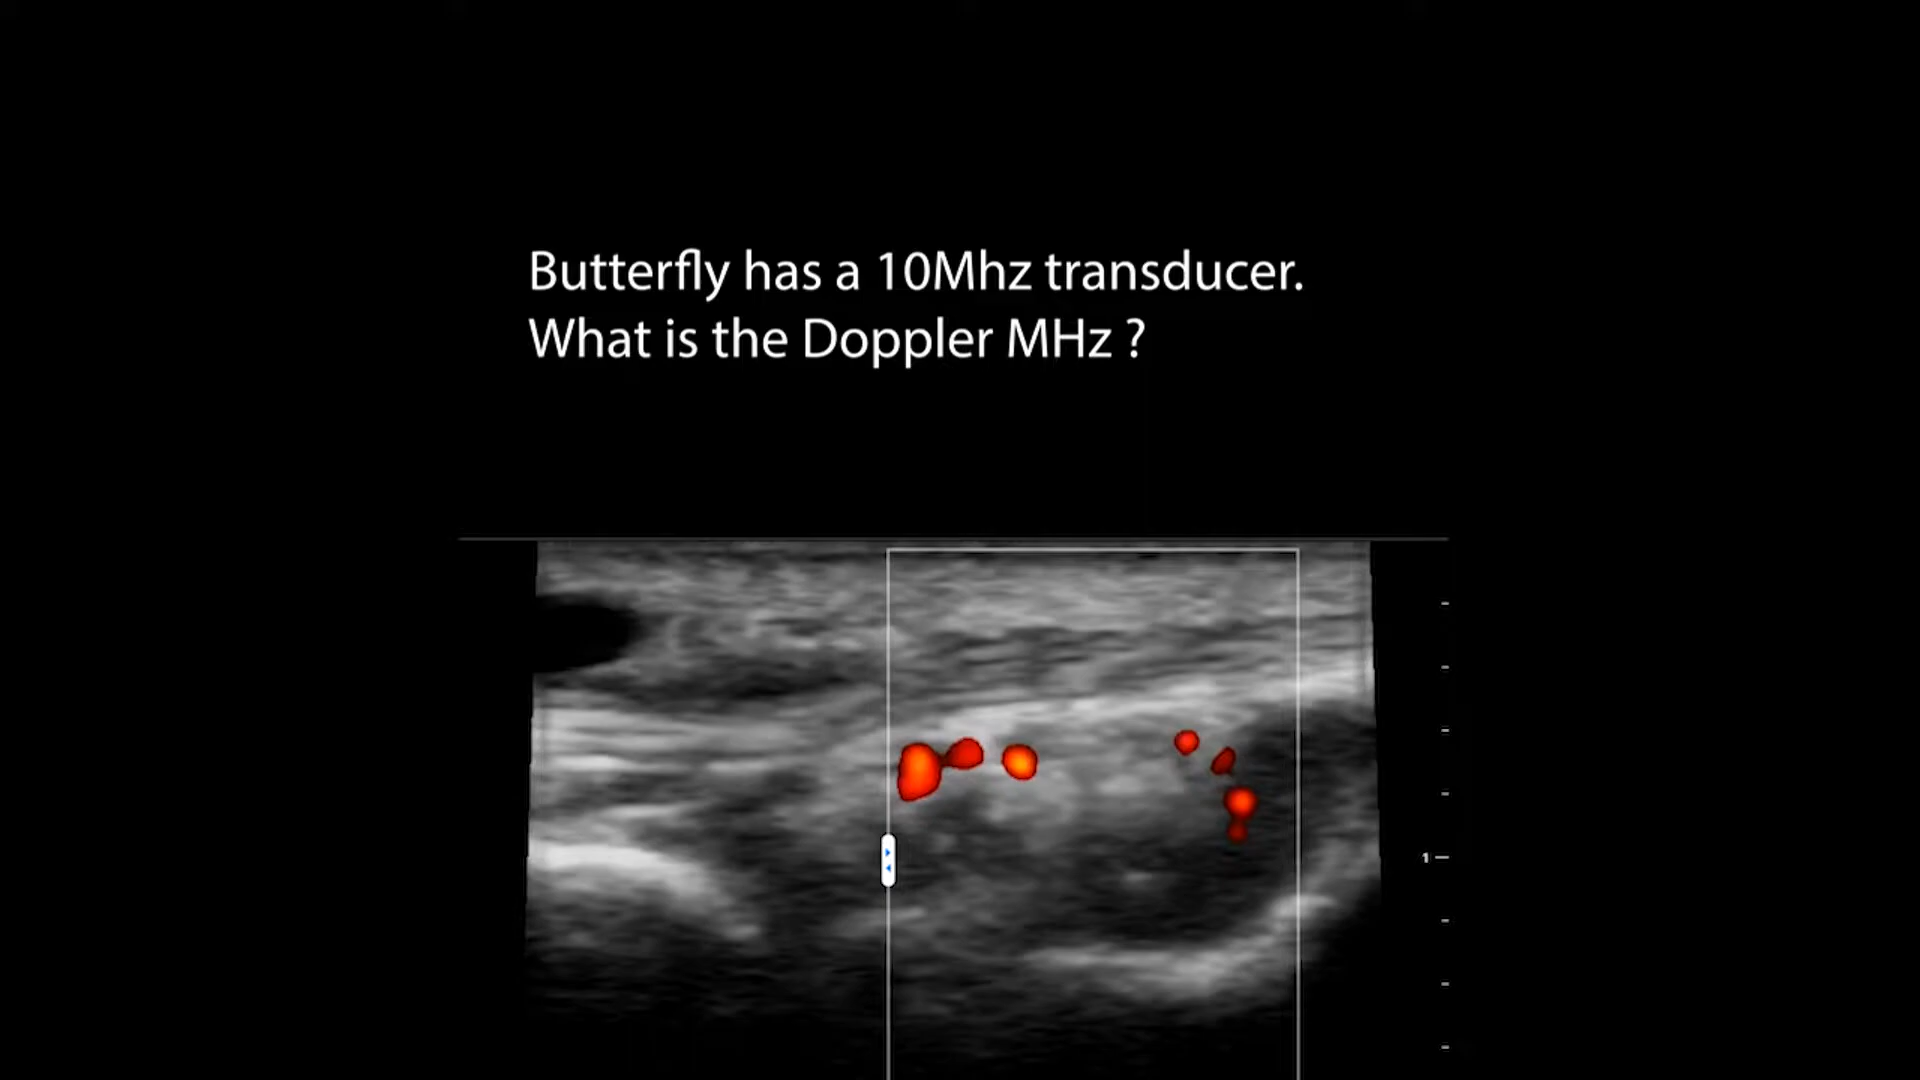 Butterfly has a 10Mhz transducer.
What is the Doppler MHz ?
1